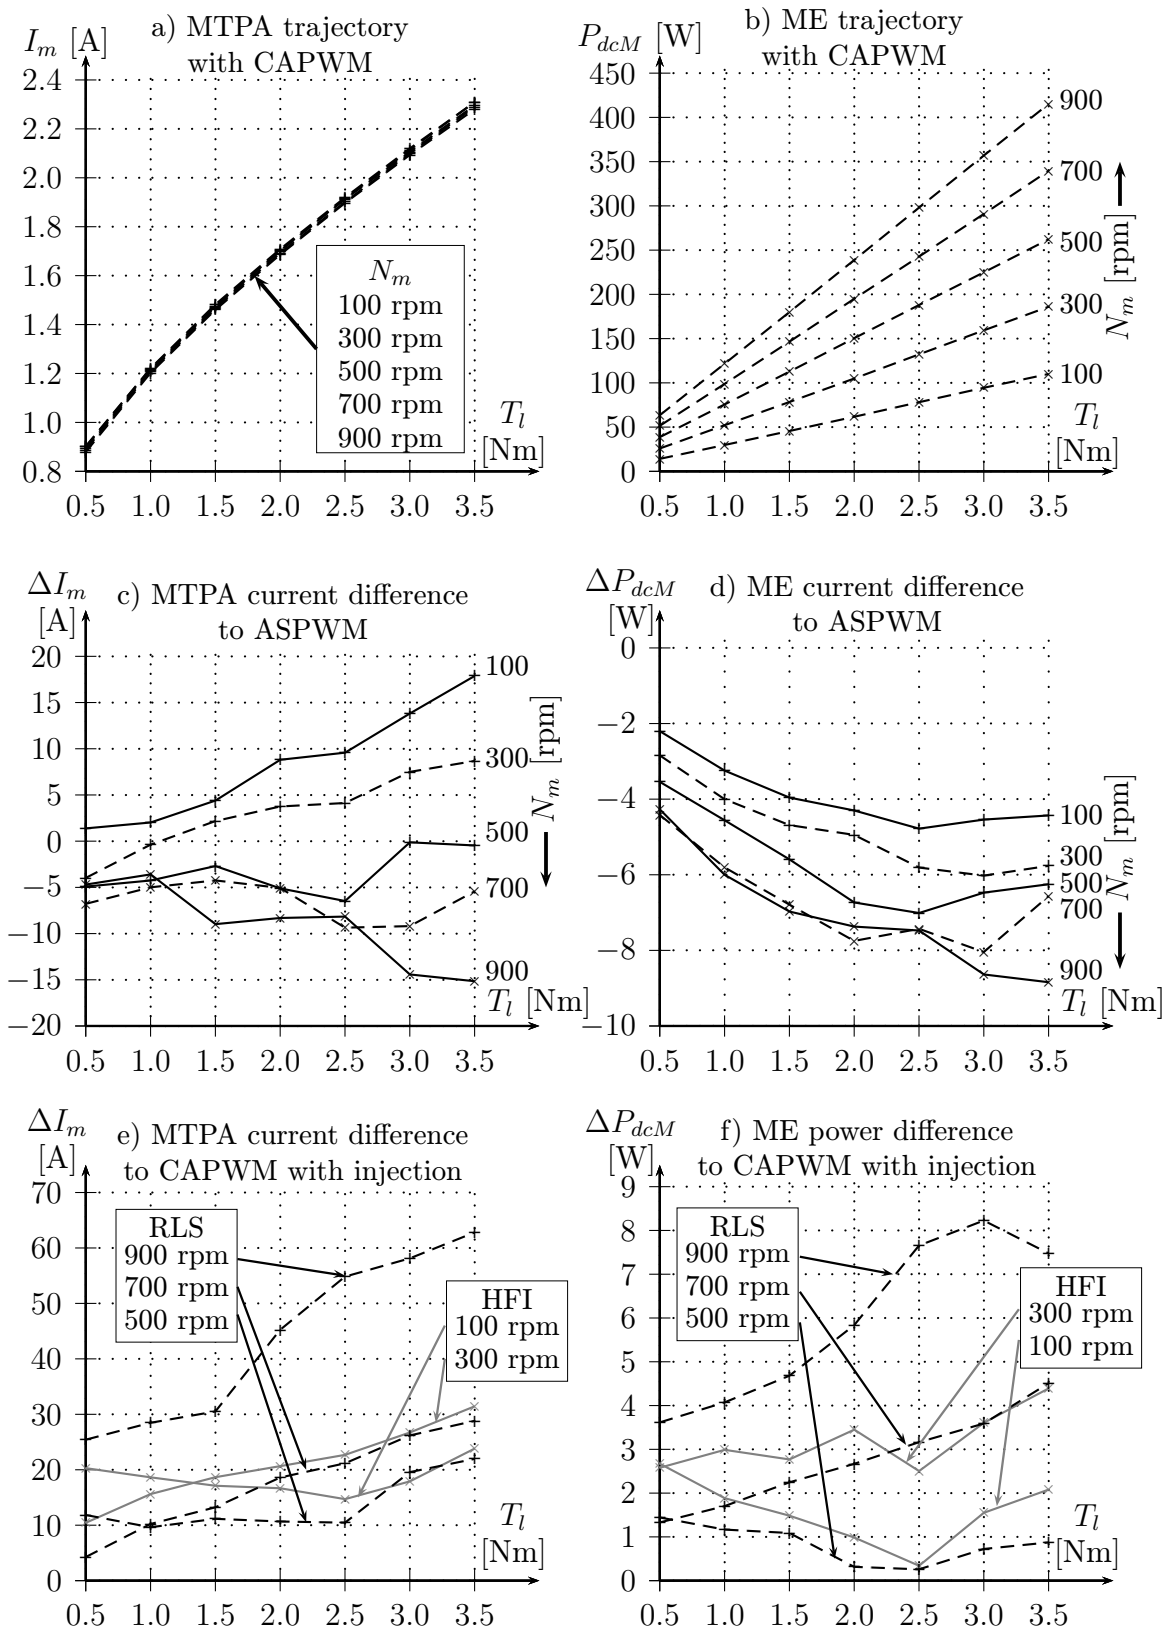 a) MTPA trajectory
with CAPWM
I_m [A]
2.4
2.2
2.0
1.8
1.6
1.4
1.2
1.0
0.8
N_m
100 rpm
300 rpm
500 rpm
700 rpm
900 rpm
T_l
[Nm]
0.5 1.0 1.5 2.0 2.5 3.0 3.5
b) ME trajectory
with CAPWM
P_dcM [W]
450
400
350
300
250
200
150
100
50
0
900
700
500
300
100
N_m [rpm]
T_l
[Nm]
0.5 1.0 1.5 2.0 2.5 3.0 3.5
c) MTPA current difference
to ASPWM
ΔI_m
[A]
20
15
10
5
0
−5
−10
−15
−20
100
300
500
700
900
N_m [rpm]
T_l [Nm]
0.5 1.0 1.5 2.0 2.5 3.0 3.5
d) ME current difference
to ASPWM
ΔP_dcM
[W]
0
−2
−4
−6
−8
−10
100
300
500
700
900
N_m [rpm]
T_l [Nm]
0.5 1.0 1.5 2.0 2.5 3.0 3.5
e) MTPA current difference
to CAPWM with injection
ΔI_m
[A]
70
60
50
40
30
20
10
0
RLS
900 rpm
700 rpm
500 rpm
HFI
100 rpm
300 rpm
T_l
[Nm]
0.5 1.0 1.5 2.0 2.5 3.0 3.5
f) ME power difference
to CAPWM with injection
ΔP_dcM
[W]
9
8
7
6
5
4
3
2
1
0
RLS
900 rpm
700 rpm
500 rpm
HFI
300 rpm
100 rpm
T_l
[Nm]
0.5 1.0 1.5 2.0 2.5 3.0 3.5